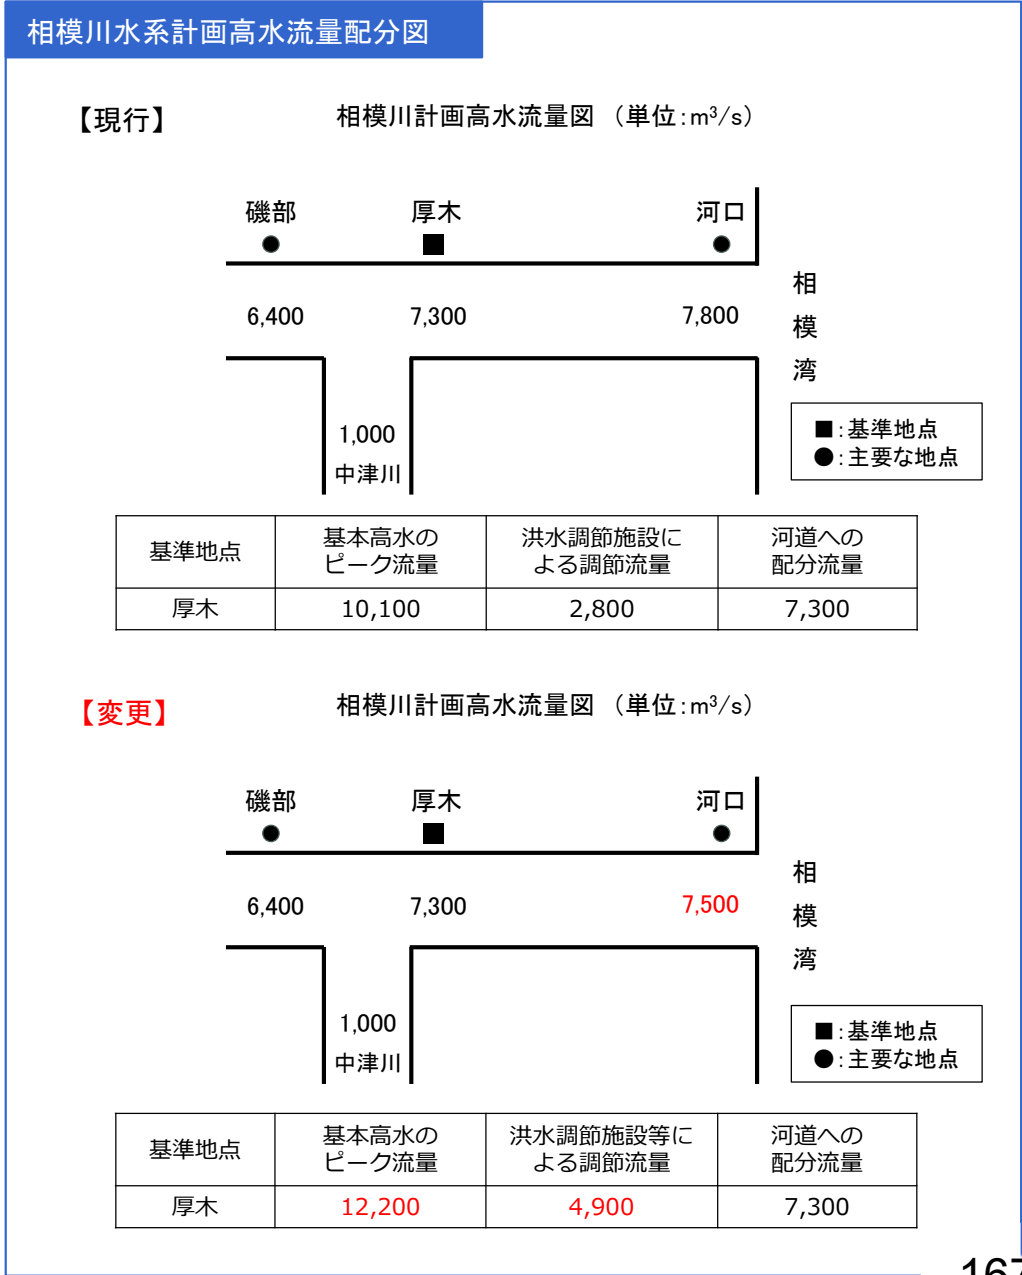 相模川水系計画高水流量配分図
【現行】
相模川計画高水流量図 （単位:m³/s）
磯部 厚木 河口
6,400 7,300 7,800
相模湾
1,000
中津川
■:基準地点
●:主要な地点
基準地点 基本高水のピーク流量 洪水調節施設による調節流量 河道への配分流量
厚木 10,100 2,800 7,300
【変更】
相模川計画高水流量図 （単位:m³/s）
磯部 厚木 河口
6,400 7,300 7,500
相模湾
1,000
中津川
■:基準地点
●:主要な地点
基準地点 基本高水のピーク流量 洪水調節施設等による調節流量 河道への配分流量
厚木 12,200 4,900 7,300
167